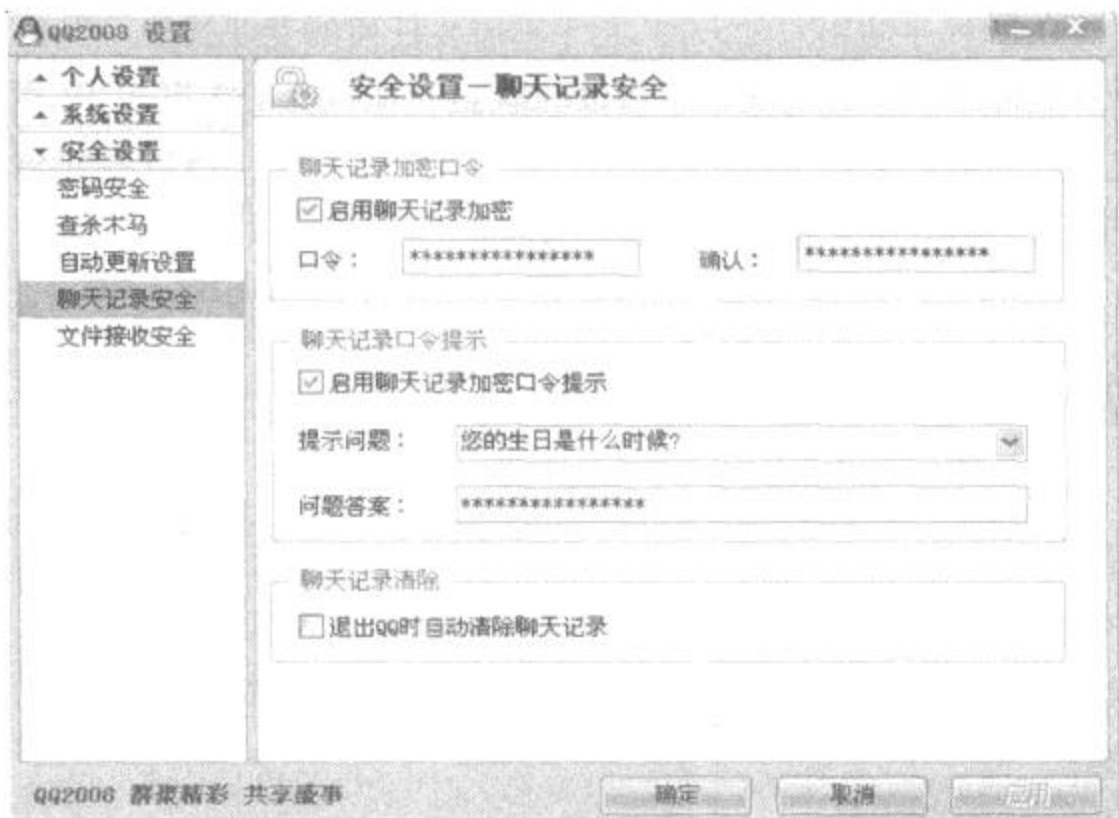 QQ2008 设置
个人设置
系统设置
安全设置
密码安全
查杀木马
自动更新设置
聊天记录安全
文件接收安全
安全设置－聊天记录安全
聊天记录加密口令
启用聊天记录加密
口令： ****************
确认： ****************
聊天记录口令提示
启用聊天记录加密口令提示
提示问题： 您的生日是什么时候?
问题答案： ****************
聊天记录清除
退出QQ时自动清除聊天记录
QQ2008 群聚精彩 共享盛事
确定
取消
应用